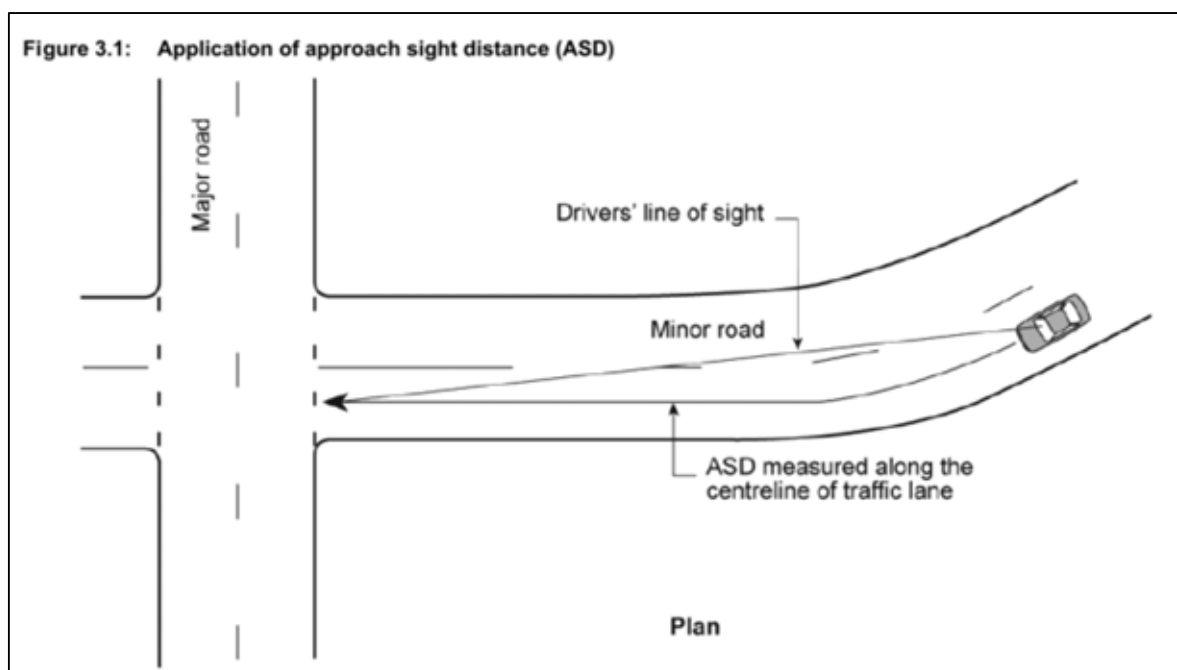 Figure 3.1: Application of approach sight distance (ASD)
Major road
Drivers' line of sight
Minor road
ASD measured along the
centreline of traffic lane
Plan